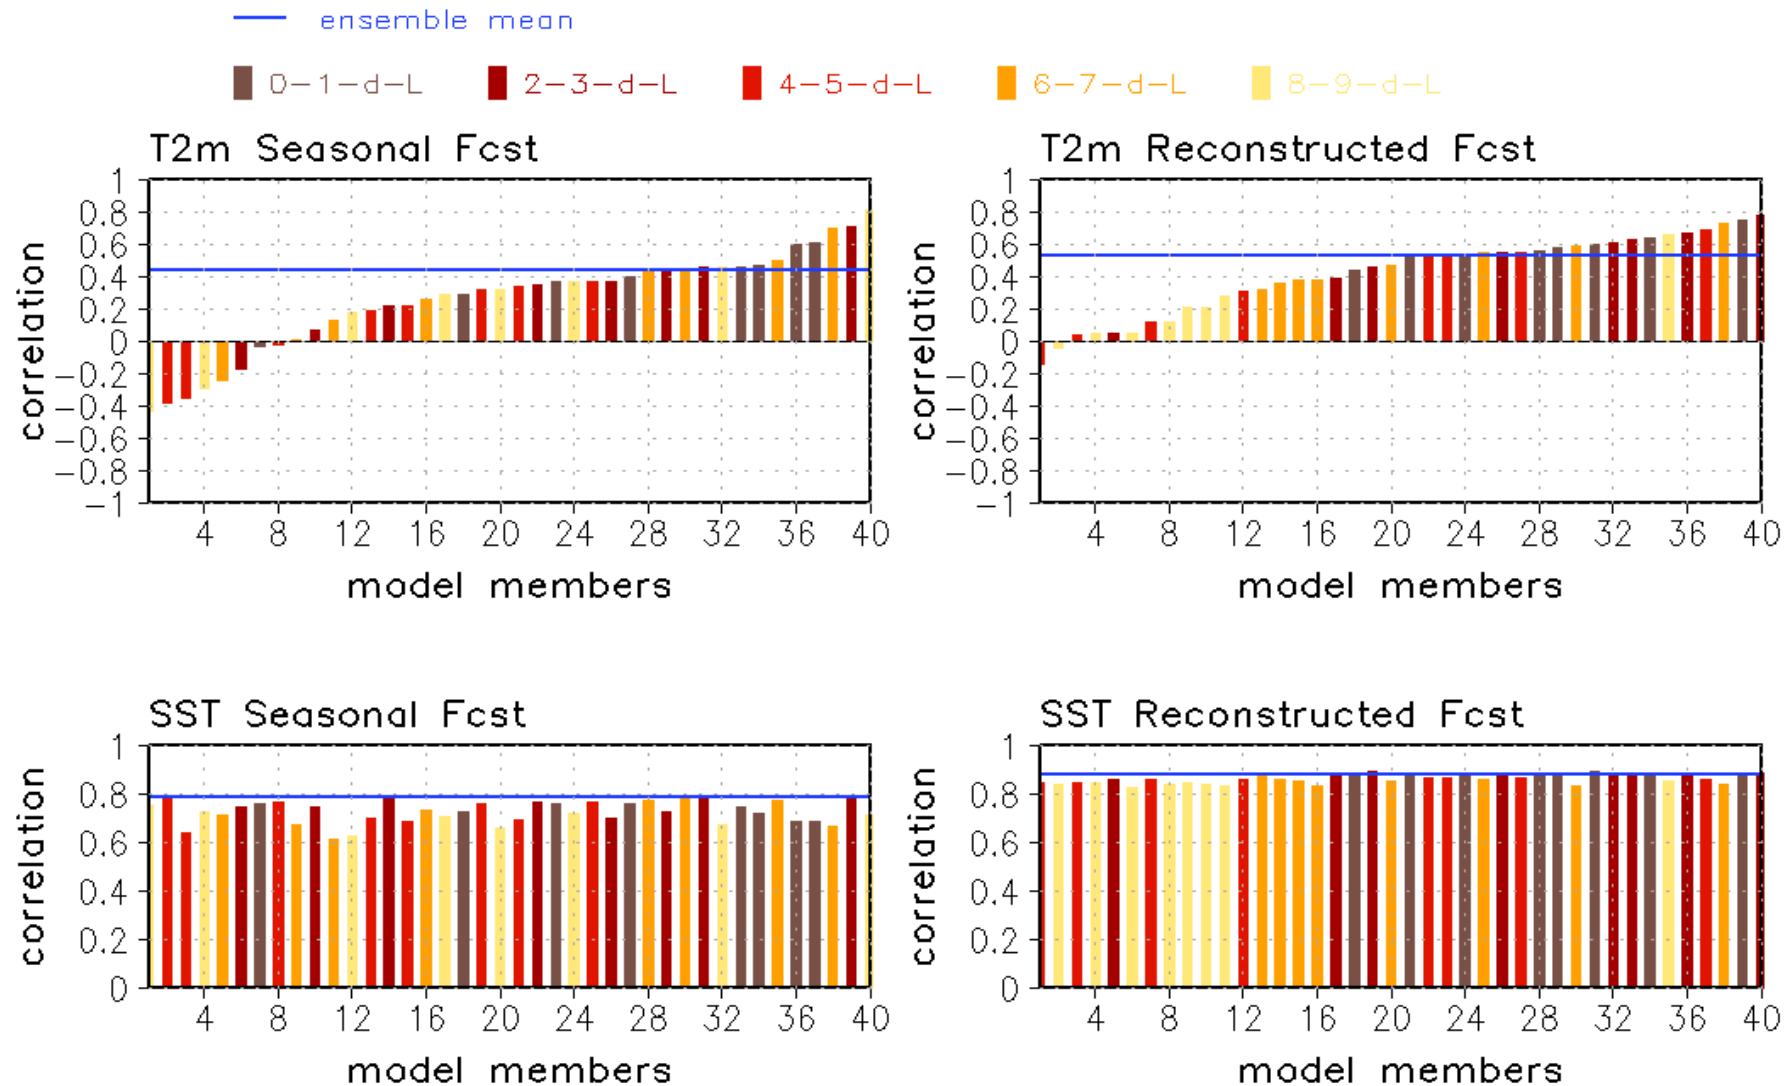 ensemble mean
0-1-d-L 2-3-d-L 4-5-d-L 6-7-d-L 8-9-d-L
T2m Seasonal Fcst
1
0.8
0.6
0.4
0.2
0
-0.2
-0.4
-0.6
-0.8
-1
correlation
4 8 12 16 20 24 28 32 36 40
model members
T2m Reconstructed Fcst
1
0.8
0.6
0.4
0.2
0
-0.2
-0.4
-0.6
-0.8
-1
correlation
4 8 12 16 20 24 28 32 36 40
model members
SST Seasonal Fcst
1
0.8
0.6
0.4
0.2
0
correlation
4 8 12 16 20 24 28 32 36 40
model members
SST Reconstructed Fcst
1
0.8
0.6
0.4
0.2
0
correlation
4 8 12 16 20 24 28 32 36 40
model members